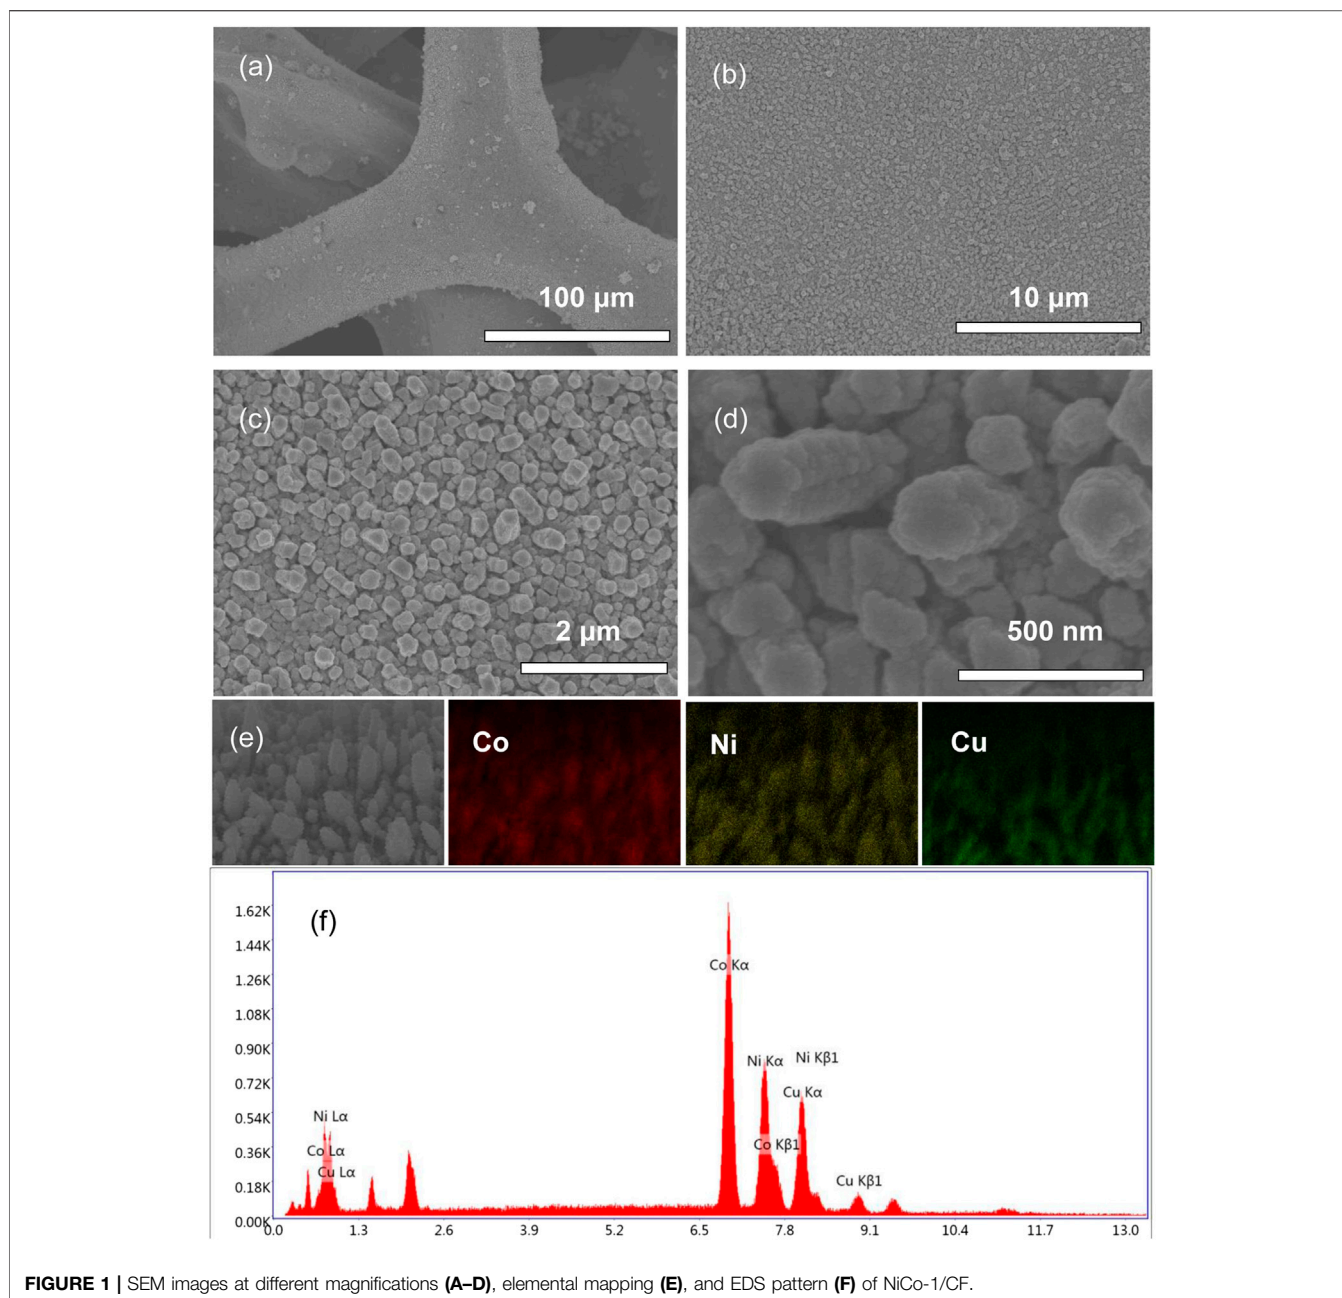 (a)
(b)
100 µm
10 µm
(c)
(d)
2 µm
500 nm
(e)
Co
Ni
Cu
(f)
1.62K
1.44K
1.26K
1.08K
0.90K
0.72K
0.54K
0.36K
0.18K
0.00K
Co Kα
Ni Kα
Ni Kβ1
Cu Kα
Ni Lα
Co Lα
Cu Lα
Co Kβ1
Cu Kβ1
0.0 1.3 2.6 3.9 5.2 6.5 7.8 9.1 10.4 11.7 13.0
FIGURE 1 | SEM images at different magnifications (A–D), elemental mapping (E), and EDS pattern (F) of NiCo-1/CF.